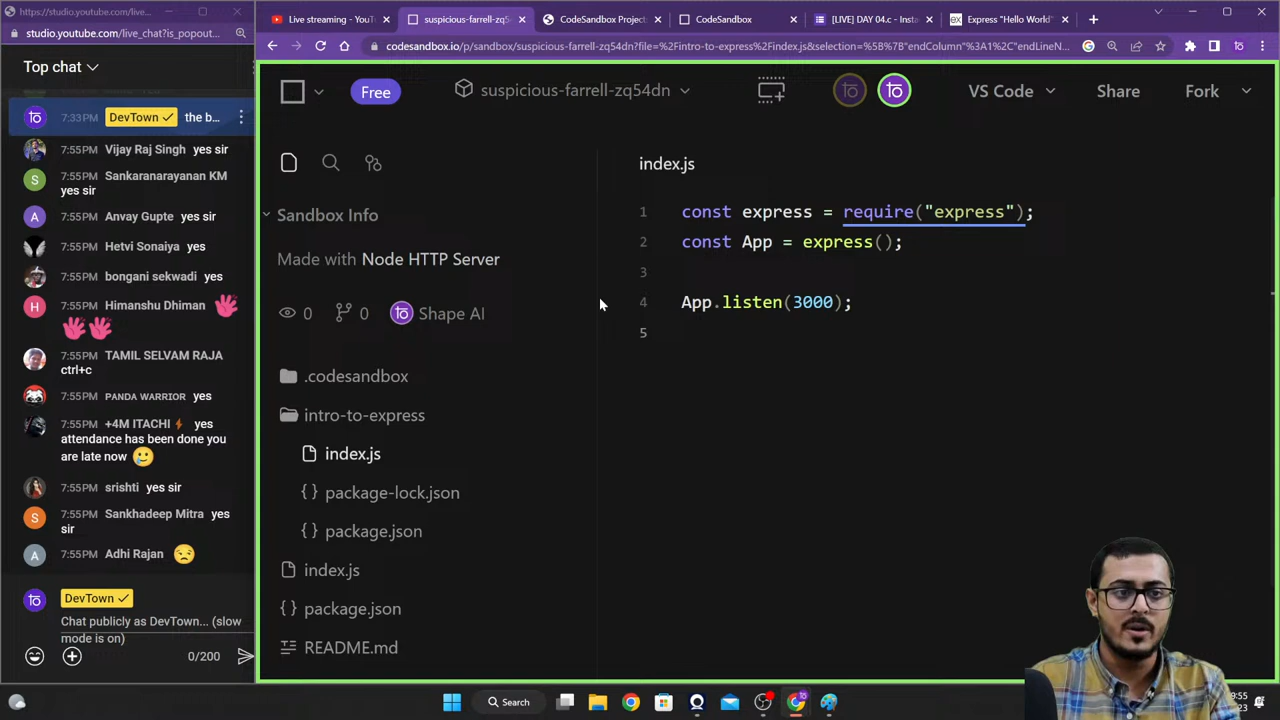 https://studio.youtube.com/live_chat?is_popout...
studio.youtube.com/live_chat?is_popup...
Top chat
7:33PM DevTown the b...
7:55PM Vijay Raj Singh yes sir
7:55PM Sankaranarayanan KM
yes sir
7:55PM Anvay Gupte yes sir
7:55PM Hetvi Sonaiya yes
7:55PM bongani sekwadi yes
7:55PM Himanshu Dhiman
7:55PM TAMIL SELVAM RAJA
ctrl+c
7:55PM PANDA WARRIOR yes
7:55PM +4M ITACHI yes
attendance has been done you
are late now
7:55PM srishti yes sir
7:55PM Sankhadeep Mitra yes
sir
7:55PM Adhi Rajan
DevTown
Chat publicly as DevTown... (slow
mode is on)
0/200
Live streaming - YouT
suspicious-farrell-zq5
CodeSandbox Project
CodeSandbox
[LIVE] DAY 04.c - Insta
Express "Hello World"
codesandbox.io/p/sandbox/suspicious-farrell-zq54dn?file=%2Fintro-to-express%2Findex.js&selection=%5B%7B"endColumn"%3A1%2C"endLineN...
Free
suspicious-farrell-zq54dn
VS Code
Share
Fork
Sandbox Info
Made with Node HTTP Server
0
0
Shape AI
.codesandbox
intro-to-express
index.js
package-lock.json
package.json
index.js
package.json
README.md
index.js
1 const express = require("express");
2 const App = express();
3
4 App.listen(3000);
5
Search